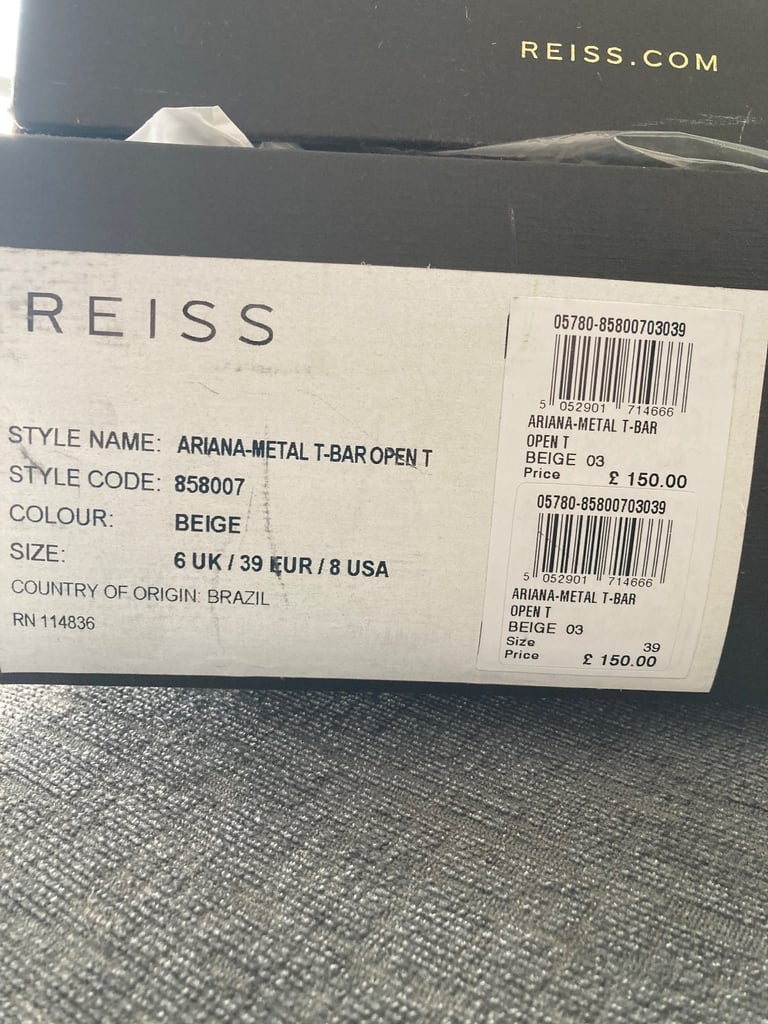 REISS.COM
REISS
STYLE NAME: ARIANA-METAL T-BAR OPEN T
STYLE CODE: 858007
COLOUR: BEIGE
SIZE: 6 UK / 39 EUR / 8 USA
COUNTRY OF ORIGIN: BRAZIL
RN 114836
05780-85800703039
5 052901 714666
ARIANA-METAL T-BAR
OPEN T
BEIGE 03
Price £ 150.00
05780-85800703039
5 052901 714666
ARIANA-METAL T-BAR
OPEN T
BEIGE 03
Size 39
Price £ 150.00